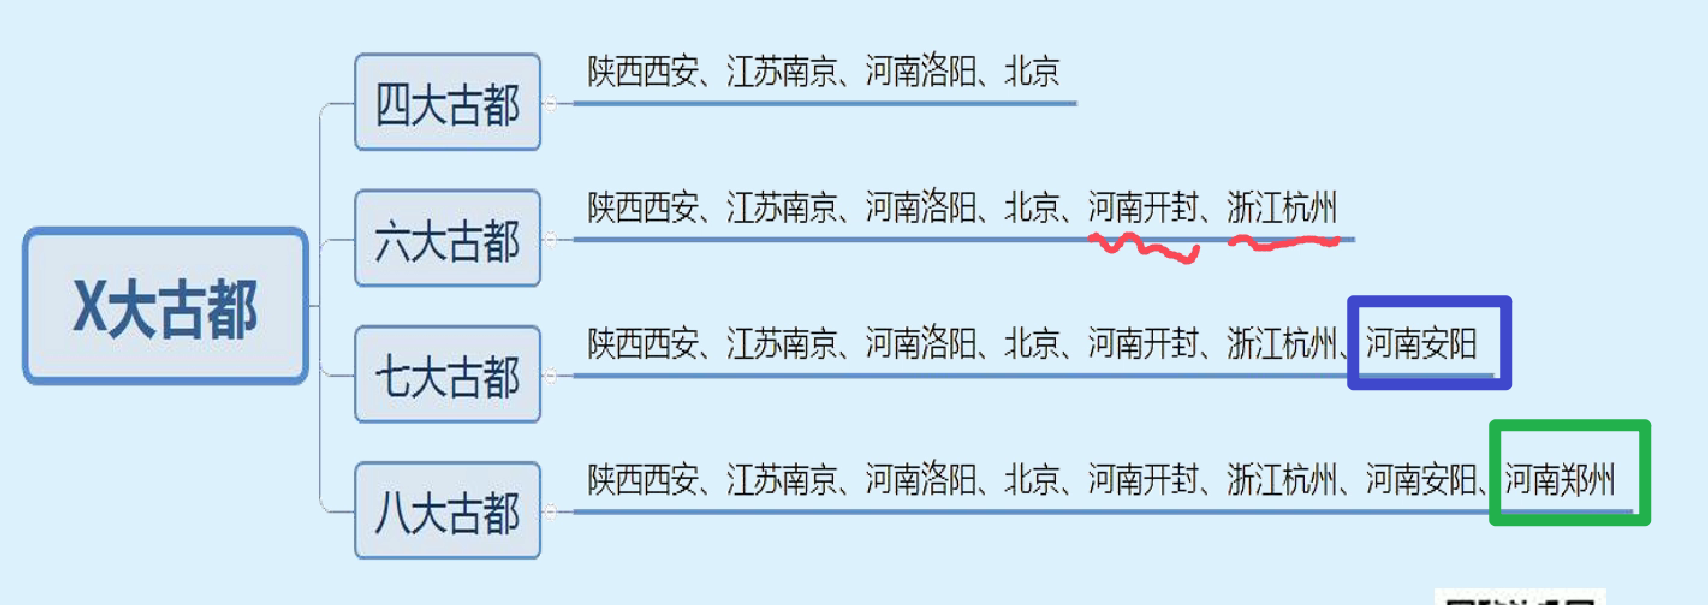 四大古都
陕西西安、江苏南京、河南洛阳、北京
六大古都
陕西西安、江苏南京、河南洛阳、北京、河南开封、浙江杭州
X大古都
七大古都
陕西西安、江苏南京、河南洛阳、北京、河南开封、浙江杭州、河南安阳
八大古都
陕西西安、江苏南京、河南洛阳、北京、河南开封、浙江杭州、河南安阳、河南郑州